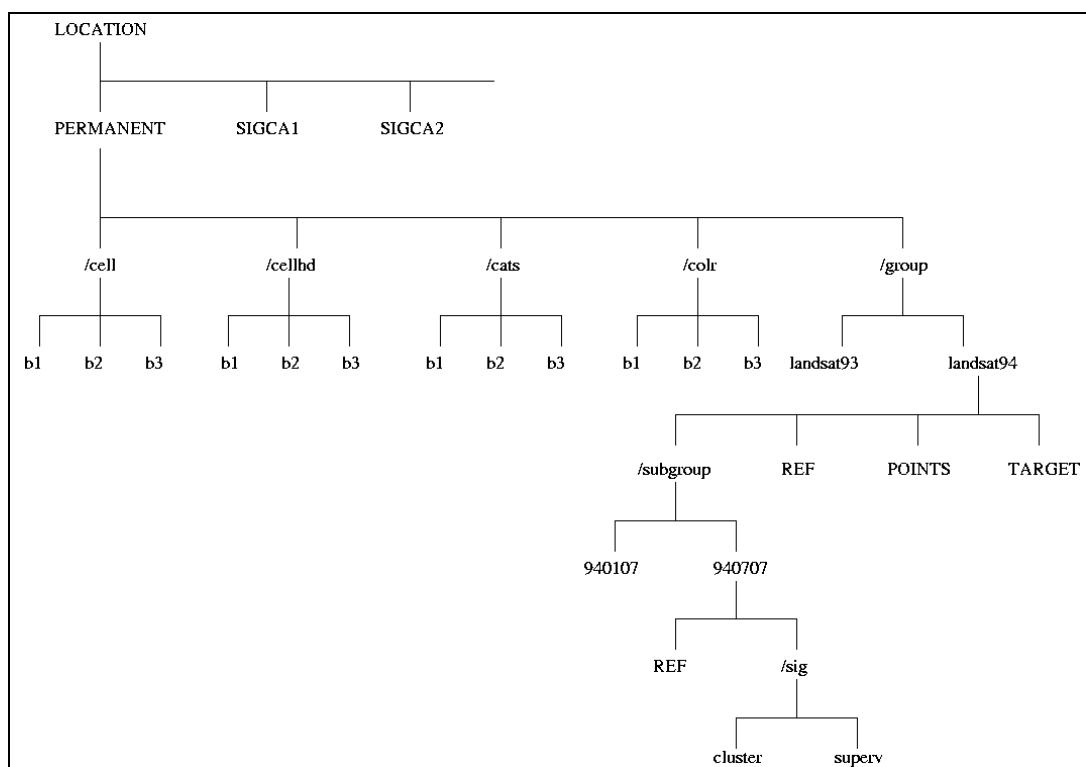 LOCATION
PERMANENT SIGCA1 SIGCA2
/cell /cellhd /cats /colr /group
b1 b2 b3 b1 b2 b3 b1 b2 b3 b1 b2 b3 landsat93 landsat94
/subgroup REF POINTS TARGET
940107 940707
REF /sig
cluster superv